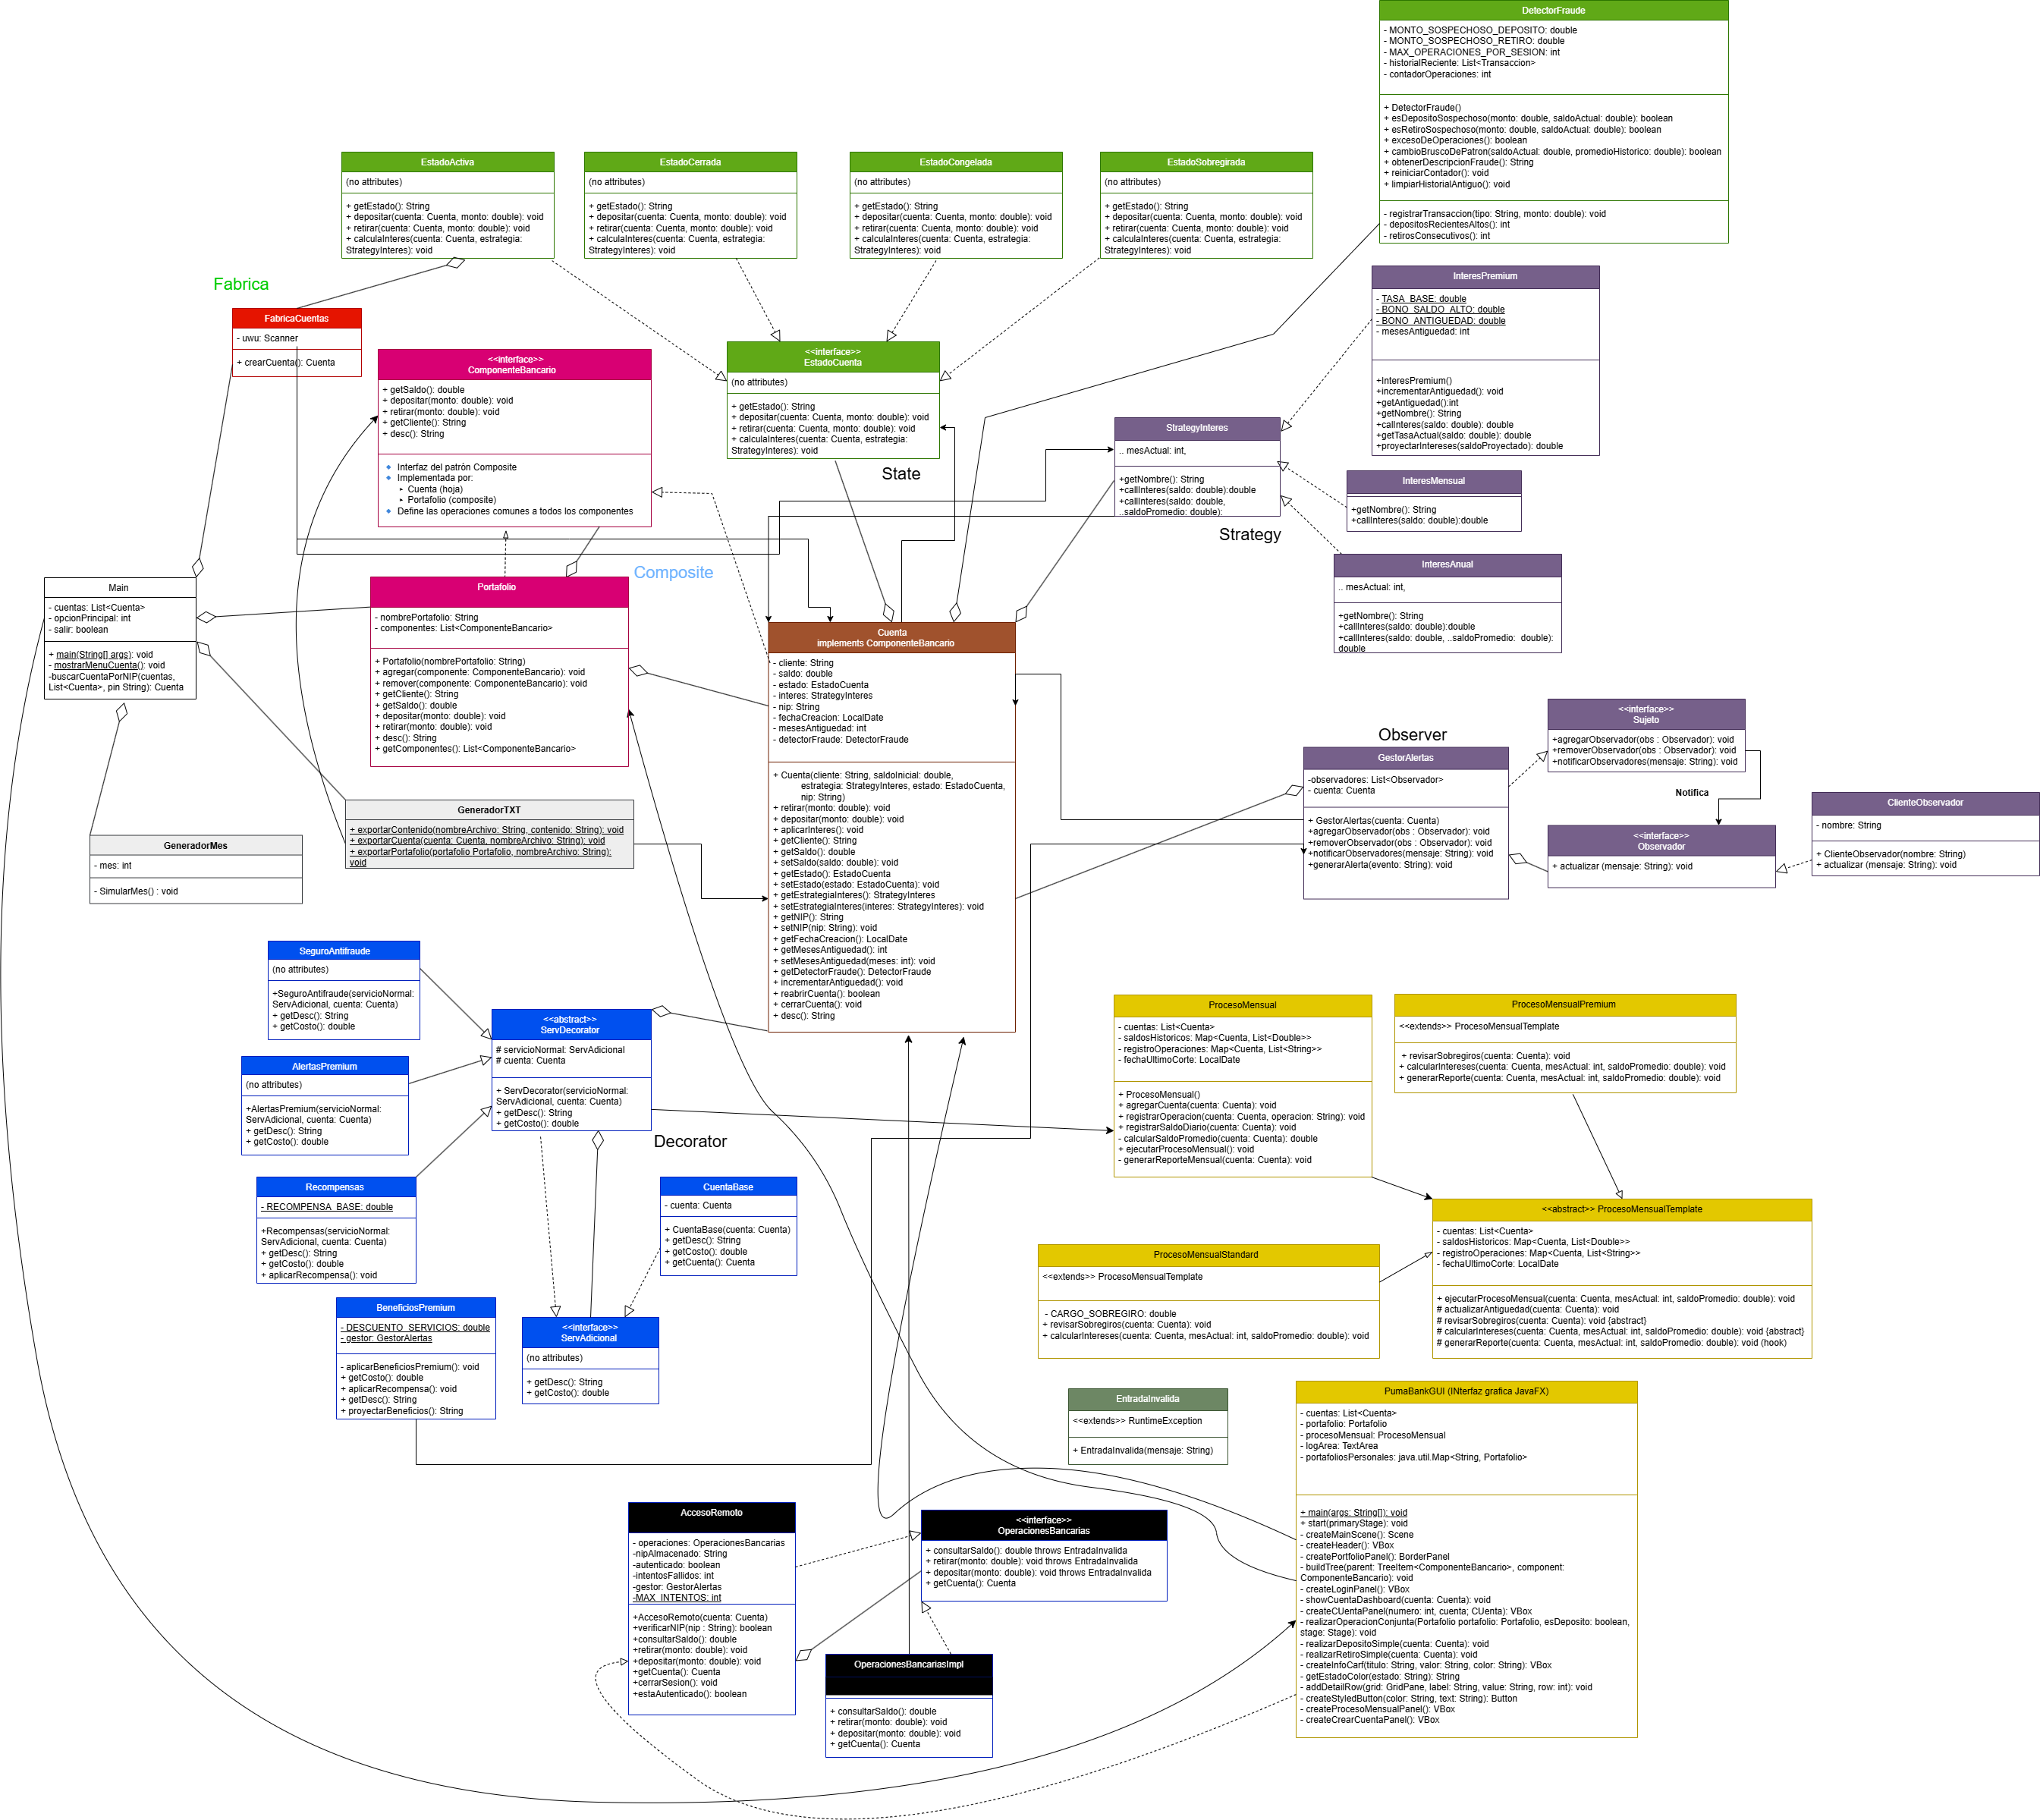 DetectorFraude
- MONTO_SOSPECHOSO_DEPOSITO: double
- MONTO_SOSPECHOSO_RETIRO: double
- MAX_OPERACIONES_POR_SESION: int
- historialReciente: List<Transaccion>
- contadorOperaciones: int
+ DetectorFraude()
+ esDepositoSospechoso(monto: double, saldoActual: double): boolean
+ esRetiroSospechoso(monto: double, saldoActual: double): boolean
+ excesoDeOperaciones(): boolean
+ cambioBruscoDePatron(saldoActual: double, promedioHistorico: double): boolean
+ obtenerDescripcionFraude(): String
+ reiniciarContador(): void
+ limpiarHistorialAntiguo(): void
- registrarTransaccion(tipo: String, monto: double): void
- depositosRecientesAltos(): int
- retirosConsecutivos(): int
EstadoActiva
(no attributes)
+ getEstado(): String
+ depositar(cuenta: Cuenta, monto: double): void
+ retirar(cuenta: Cuenta, monto: double): void
+ calculaInteres(cuenta: Cuenta, estrategia:
StrategyInteres): void
EstadoCerrada
(no attributes)
+ getEstado(): String
+ depositar(cuenta: Cuenta, monto: double): void
+ retirar(cuenta: Cuenta, monto: double): void
+ calculaInteres(cuenta: Cuenta, estrategia:
StrategyInteres): void
EstadoCongelada
(no attributes)
+ getEstado(): String
+ depositar(cuenta: Cuenta, monto: double): void
+ retirar(cuenta: Cuenta, monto: double): void
+ calculaInteres(cuenta: Cuenta, estrategia:
StrategyInteres): void
EstadoSobregirada
(no attributes)
+ getEstado(): String
+ depositar(cuenta: Cuenta, monto: double): void
+ retirar(cuenta: Cuenta, monto: double): void
+ calculaInteres(cuenta: Cuenta, estrategia:
StrategyInteres): void
Fabrica
FabricaCuentas
- uwu: Scanner
+ crearCuenta(): Cuenta
<<interface>>
ComponenteBancario
+ getSaldo(): double
+ depositar(monto: double): void
+ retirar(monto: double): void
+ getCliente(): String
+ desc(): String
Interfaz del patrón Composite
Implementada por:
Cuenta (hoja)
Portafolio (composite)
Define las operaciones comunes a todos los componentes
<<interface>>
EstadoCuenta
(no attributes)
+ getEstado(): String
+ depositar(cuenta: Cuenta, monto: double): void
+ retirar(cuenta: Cuenta, monto: double): void
+ calculaInteres(cuenta: Cuenta, estrategia:
StrategyInteres): void
State
InteresPremium
- TASA_BASE: double
- BONO_SALDO_ALTO: double
- BONO_ANTIGUEDAD: double
- mesesAntiguedad: int
+InteresPremium()
+incrementarAntiguedad(): void
+getAntiguedad():int
+getNombre(): String
+calInteres(saldo: double): double
+getTasaActual(saldo: double): double
+proyectarIntereses(saldoProyectado): double
StrategyInteres
.. mesActual: int,
+getNombre(): String
+callInteres(saldo: double):double
+callInteres(saldo: double,
..saldoPromedio: double):
Strategy
InteresMensual
+getNombre(): String
+callInteres(saldo: double):double
InteresAnual
.. mesActual: int,
+getNombre(): String
+callInteres(saldo: double):double
+callInteres(saldo: double, ..saldoPromedio: double):
double
Composite
Main
- cuentas: List<Cuenta>
- opcionPrincipal: int
- salir: boolean
+ main(String[] args): void
- mostrarMenuCuenta(): void
-buscarCuentaPorNIP(cuentas,
List<Cuenta>, pin String): Cuenta
Portafolio
- nombrePortafolio: String
- componentes: List<ComponenteBancario>
+ Portafolio(nombrePortafolio: String)
+ agregar(componente: ComponenteBancario): void
+ remover(componente: ComponenteBancario): void
+ getCliente(): String
+ getSaldo(): double
+ depositar(monto: double): void
+ retirar(monto: double): void
+ desc(): String
+ getComponentes(): List<ComponenteBancario>
Cuenta
implements ComponenteBancario
- cliente: String
- saldo: double
- estado: EstadoCuenta
- interes: StrategyInteres
- nip: String
- fechaCreacion: LocalDate
- mesesAntiguedad: int
- detectorFraude: DetectorFraude
+ Cuenta(cliente: String, saldoInicial: double,
estrategia: StrategyInteres, estado: EstadoCuenta,
nip: String)
+ retirar(monto: double): void
+ depositar(monto: double): void
+ aplicarInteres(): void
+ getCliente(): String
+ getSaldo(): double
+ setSaldo(saldo: double): void
+ getEstado(): EstadoCuenta
+ setEstado(estado: EstadoCuenta): void
+ getEstrategiaInteres(): StrategyInteres
+ setEstrategiaInteres(interes: StrategyInteres): void
+ getNIP(): String
+ setNIP(nip: String): void
+ getFechaCreacion(): LocalDate
+ getMesesAntiguedad(): int
+ setMesesAntiguedad(meses: int): void
+ getDetectorFraude(): DetectorFraude
+ incrementarAntiguedad(): void
+ reabrirCuenta(): boolean
+ cerrarCuenta(): void
+ desc(): String
Observer
GestorAlertas
-observadores: List<Observador>
- cuenta: Cuenta
+ GestorAlertas(cuenta: Cuenta)
+agregarObservador(obs : Observador): void
+removerObservador(obs : Observador): void
+notificarObservadores(mensaje: String): void
+generarAlerta(evento: String): void
<<interface>>
Sujeto
+agregarObservador(obs : Observador): void
+removerObservador(obs : Observador): void
+notificarObservadores(mensaje: String): void
Notifica
<<interface>>
Observador
+ actualizar (mensaje: String): void
ClienteObservador
- nombre: String
+ ClienteObservador(nombre: String)
+ actualizar (mensaje: String): void
GeneradorTXT
+ exportarContenido(nombreArchivo: String, contenido: String): void
+ exportarCuenta(cuenta: Cuenta, nombreArchivo: String): void
+ exportarPortafolio(portafolio Portafolio, nombreArchivo: String):
void
GeneradorMes
- mes: int
- SimularMes() : void
SeguroAntifraude
(no attributes)
+SeguroAntifraude(servicioNormal:
ServAdicional, cuenta: Cuenta)
+ getDesc(): String
+ getCosto(): double
<<abstract>>
ServDecorator
# servicioNormal: ServAdicional
# cuenta: Cuenta
+ ServDecorator(servicioNormal:
ServAdicional, cuenta: Cuenta)
+ getDesc(): String
+ getCosto(): double
Decorator
AlertasPremium
(no attributes)
+AlertasPremium(servicioNormal:
ServAdicional, cuenta: Cuenta)
+ getDesc(): String
+ getCosto(): double
Recompensas
- RECOMPENSA_BASE: double
+Recompensas(servicioNormal:
ServAdicional, cuenta: Cuenta)
+ getDesc(): String
+ getCosto(): double
+ aplicarRecompensa(): void
CuentaBase
- cuenta: Cuenta
+ CuentaBase(cuenta: Cuenta)
+ getDesc(): String
+ getCosto(): double
+ getCuenta(): Cuenta
BeneficiosPremium
- DESCUENTO_SERVICIOS: double
- gestor: GestorAlertas
- aplicarBeneficiosPremium(): void
+ getCosto(): double
+ aplicarRecompensa(): void
+ getDesc(): String
+ proyectarBeneficios(): String
<<interface>>
ServAdicional
(no attributes)
+ getDesc(): String
+ getCosto(): double
ProcesoMensual
- cuentas: List<Cuenta>
- saldosHistoricos: Map<Cuenta, List<Double>>
- registroOperaciones: Map<Cuenta, List<String>>
- fechaUltimoCorte: LocalDate
+ ProcesoMensual()
+ agregarCuenta(cuenta: Cuenta): void
+ registrarOperacion(cuenta: Cuenta, operacion: String): void
+ registrarSaldoDiario(cuenta: Cuenta): void
- calcularSaldoPromedio(cuenta: Cuenta): double
+ ejecutarProcesoMensual(): void
- generarReporteMensual(cuenta: Cuenta): void
ProcesoMensualPremium
<<extends>> ProcesoMensualTemplate
+ revisarSobregiros(cuenta: Cuenta): void
+ calcularIntereses(cuenta: Cuenta, mesActual: int, saldoPromedio: double): void
+ generarReporte(cuenta: Cuenta, mesActual: int, saldoPromedio: double): void
<<abstract>> ProcesoMensualTemplate
- cuentas: List<Cuenta>
- saldosHistoricos: Map<Cuenta, List<Double>>
- registroOperaciones: Map<Cuenta, List<String>>
- fechaUltimoCorte: LocalDate
+ ejecutarProcesoMensual(cuenta: Cuenta, mesActual: int, saldoPromedio: double): void
# actualizarAntiguedad(cuenta: Cuenta): void
# revisarSobregiros(cuenta: Cuenta): void {abstract}
# calcularIntereses(cuenta: Cuenta, mesActual: int, saldoPromedio: double): void {abstract}
# generarReporte(cuenta: Cuenta, mesActual: int, saldoPromedio: double): void (hook)
ProcesoMensualStandard
<<extends>> ProcesoMensualTemplate
- CARGO_SOBREGIRO: double
+ revisarSobregiros(cuenta: Cuenta): void
+ calcularIntereses(cuenta: Cuenta, mesActual: int, saldoPromedio: double): void
EntradaInvalida
<<extends>> RuntimeException
+ EntradaInvalida(mensaje: String)
PumaBankGUI (INterfaz grafica JavaFX)
- cuentas: List<Cuenta>
- portafolio: Portafolio
- procesoMensual: ProcesoMensual
- logArea: TextArea
- portafoliosPersonales: java.util.Map<String, Portafolio>
+ main(args: String[]): void
+ start(primaryStage): void
- createMainScene(): Scene
- createHeader(): VBox
- createPortfolioPanel(): BorderPanel
- buildTree(parent: TreeItem<ComponenteBancario>, component:
ComponenteBancario): void
- createLoginPanel(): VBox
- showCuentaDashboard(cuenta: Cuenta): void
- createCUentaPanel(numero: int, cuenta; CUenta): VBox
- realizarOperacionConjunta(Portafolio portafolio: Portafolio, esDeposito: boolean,
stage: Stage): void
- realizarDepositoSimple(cuenta: Cuenta): void
- realizarRetiroSimple(cuenta: Cuenta): void
- createInfoCarf(titulo: String, valor: String, color: String): VBox
- getEstadoColor(estado: String): String
- addDetailRow(grid: GridPane, label: String, value: String, row: int): void
- createStyledButton(color: String, text: String): Button
- createProcesoMensualPanel(): VBox
- createCrearCuentaPanel(): VBox
AccesoRemoto
- operaciones: OperacionesBancarias
-nipAlmacenado: String
-autenticado: boolean
-intentosFallidos: int
-gestor: GestorAlertas
-MAX_INTENTOS: int
+AccesoRemoto(cuenta: Cuenta)
+verificarNIP(nip : String): boolean
+consultarSaldo(): double
+retirar(monto: double): void
+depositar(monto: double): void
+getCuenta(): Cuenta
+cerrarSesion(): void
+estaAutenticado(): boolean
<<interface>>
OperacionesBancarias
+ consultarSaldo(): double throws EntradaInvalida
+ retirar(monto: double): void throws EntradaInvalida
+ depositar(monto: double): void throws EntradaInvalida
+ getCuenta(): Cuenta
OperacionesBancariasImpl
+ consultarSaldo(): double
+ retirar(monto: double): void
+ depositar(monto: double): void
+ getCuenta(): Cuenta